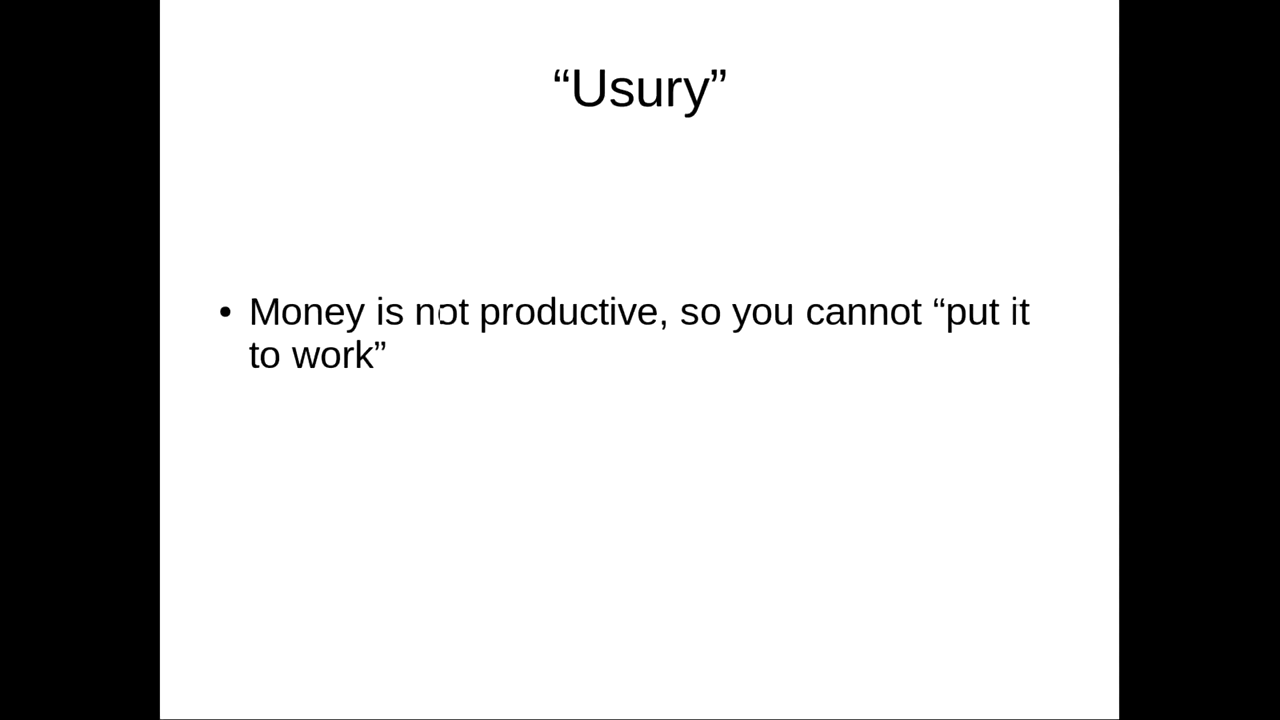 “Usury”
• Money is not productive, so you cannot “put it
to work”